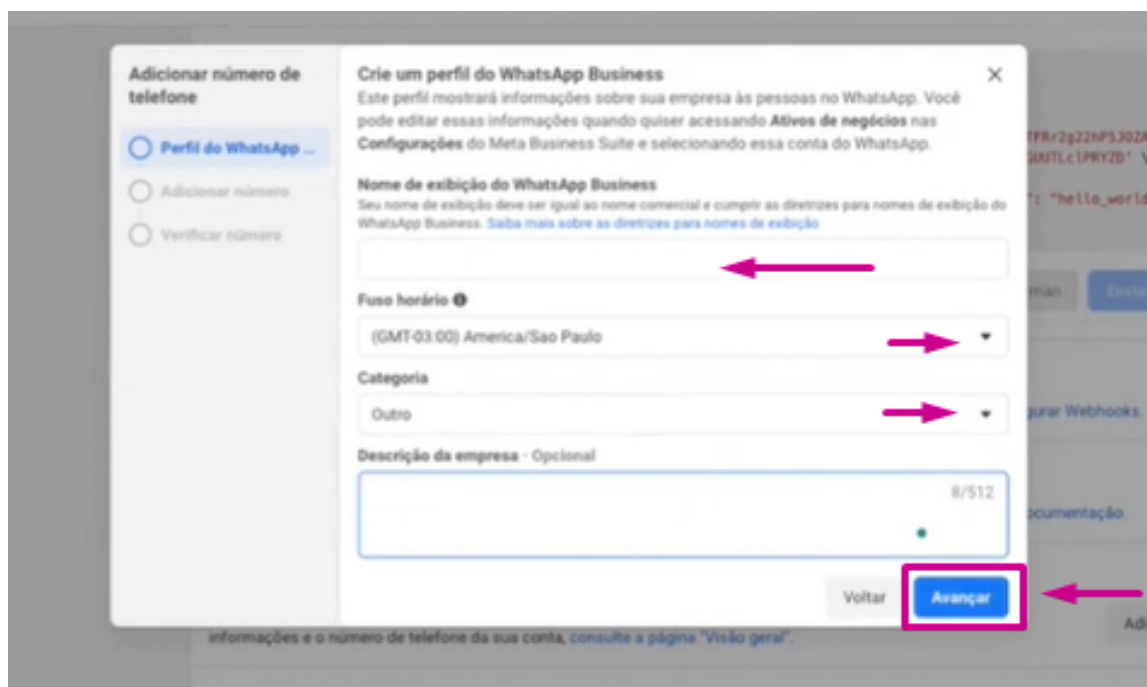 Adicionar número de
telefone
Perfil do WhatsApp ...
Adicionar número
Verificar número
Crie um perfil do WhatsApp Business
Este perfil mostrará informações sobre sua empresa às pessoas no WhatsApp. Você
pode editar essas informações quando quiser acessando Ativos de negócios nas
Configurações do Meta Business Suite e selecionando essa conta do WhatsApp.
Nome de exibição do WhatsApp Business
Seu nome de exibição deve ser igual ao nome comercial e cumprir as diretrizes para nomes de exibição do
WhatsApp Business. Saiba mais sobre as diretrizes para nomes de exibição
Fuso horário
(GMT-03:00) America/Sao Paulo
Categoria
Outro
Descrição da empresa · Opcional
8/512
Voltar
Avançar
": "hello_world
man
gurar Webhooks.
ocumentação.
Adi
informações e o número de telefone da sua conta, consulte a página "Visão geral".